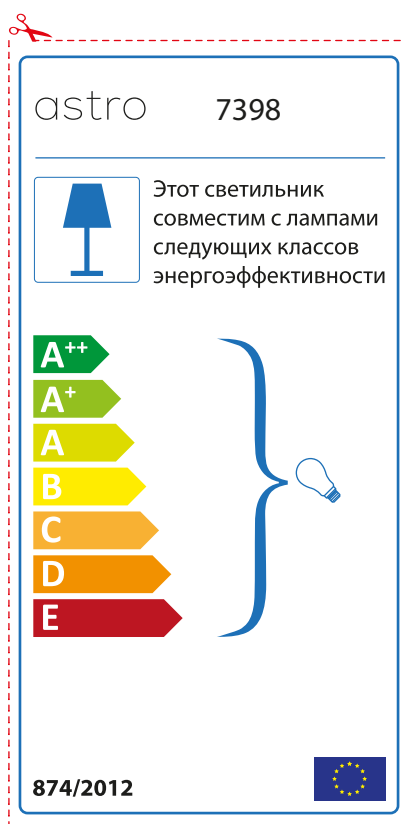 astro 7398
Этот светильник
совместим с лампами
следующих классов
энергоэффективности
A++
A+
A
B
C
D
E
874/2012